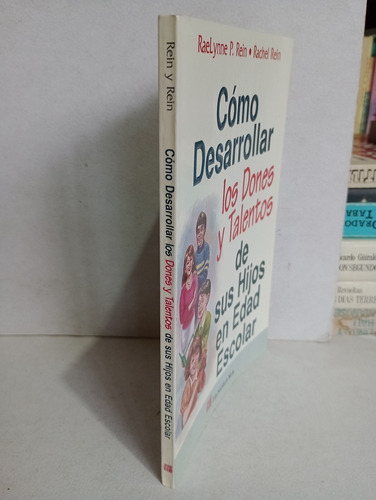 Rein y Rein
Cómo Desarrollar los Dones y Talentos de sus Hijos en Edad Escolar
RaeLynne P. Rein • Rachel Rein
Cómo
Desarrollar
los Dones
y Talentos
de
sus Hijos
en Edad
Escolar
TABA